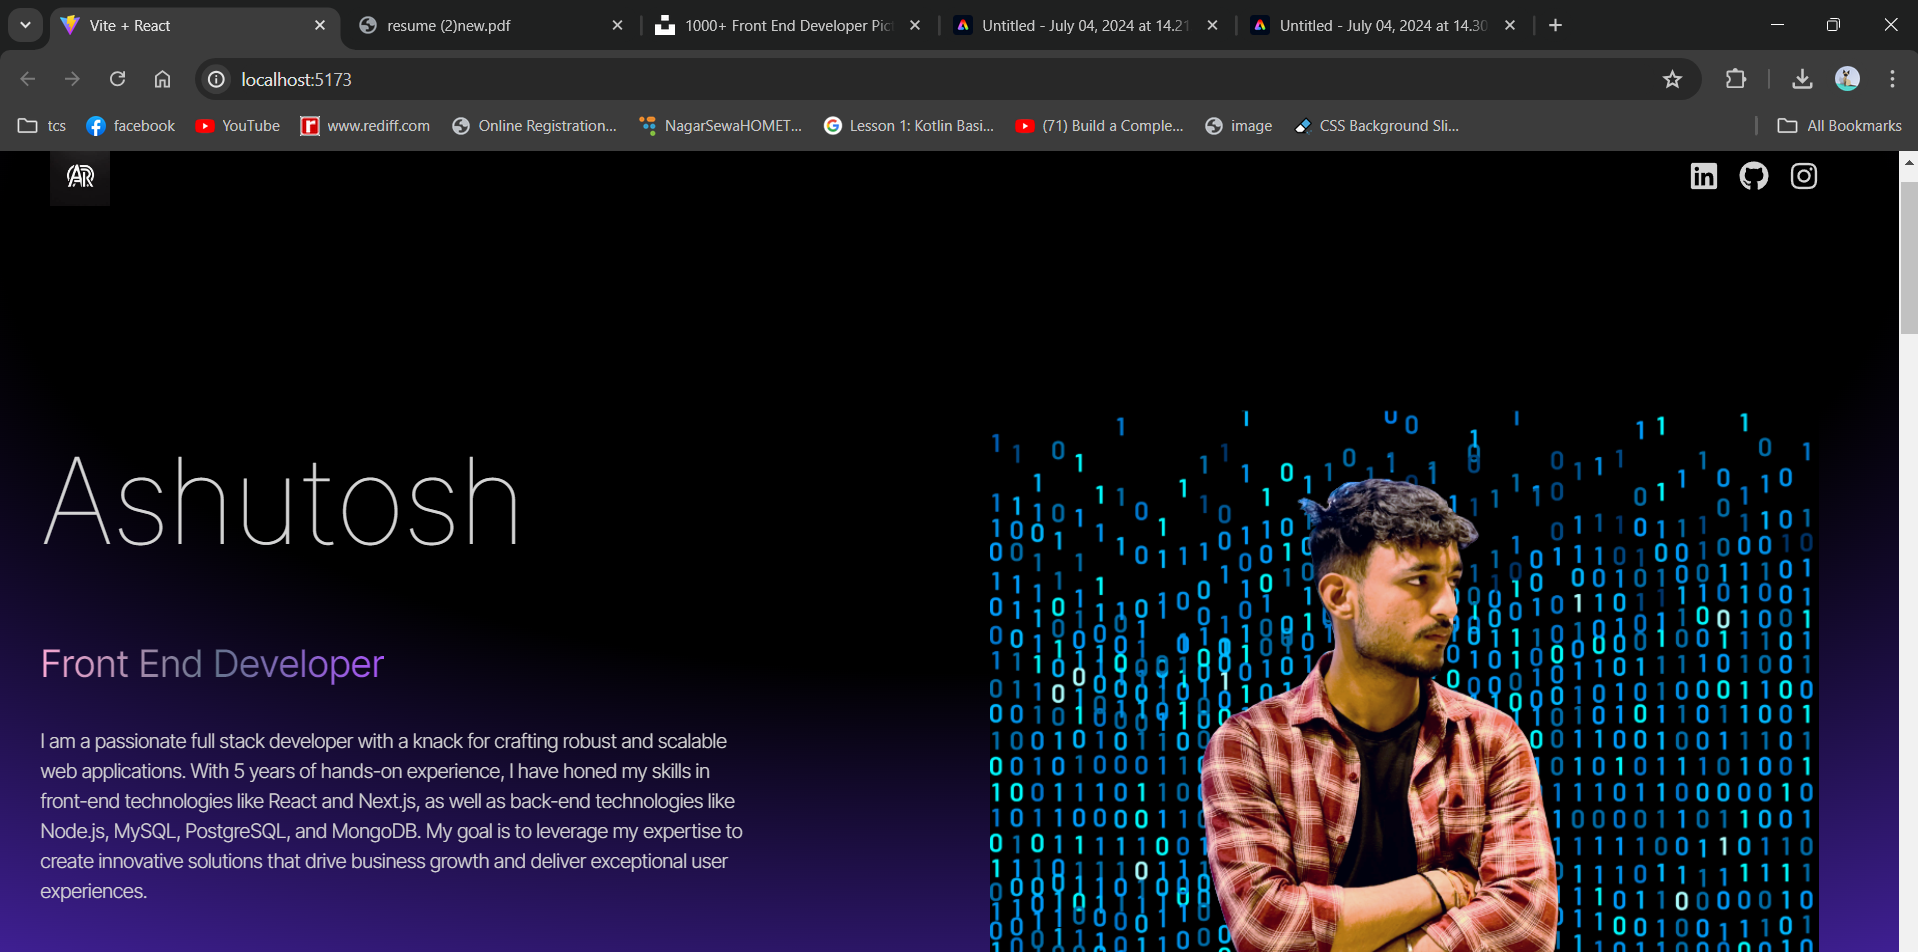 Vite + React
resume (2)new.pdf
1000+ Front End Developer Pic
Untitled - July 04, 2024 at 14.21
Untitled - July 04, 2024 at 14.30
localhost:5173
tcs
facebook
YouTube
www.rediff.com
Online Registration...
NagarSewaHOMET...
Lesson 1: Kotlin Basi...
(71) Build a Comple...
image
CSS Background Sli...
All Bookmarks
AR
in
Ashutosh
Front End Developer
I am a passionate full stack developer with a knack for crafting robust and scalable
web applications. With 5 years of hands-on experience, I have honed my skills in
front-end technologies like React and Next.js, as well as back-end technologies like
Node.js, MySQL, PostgreSQL, and MongoDB. My goal is to leverage my expertise to
create innovative solutions that drive business growth and deliver exceptional user
experiences.